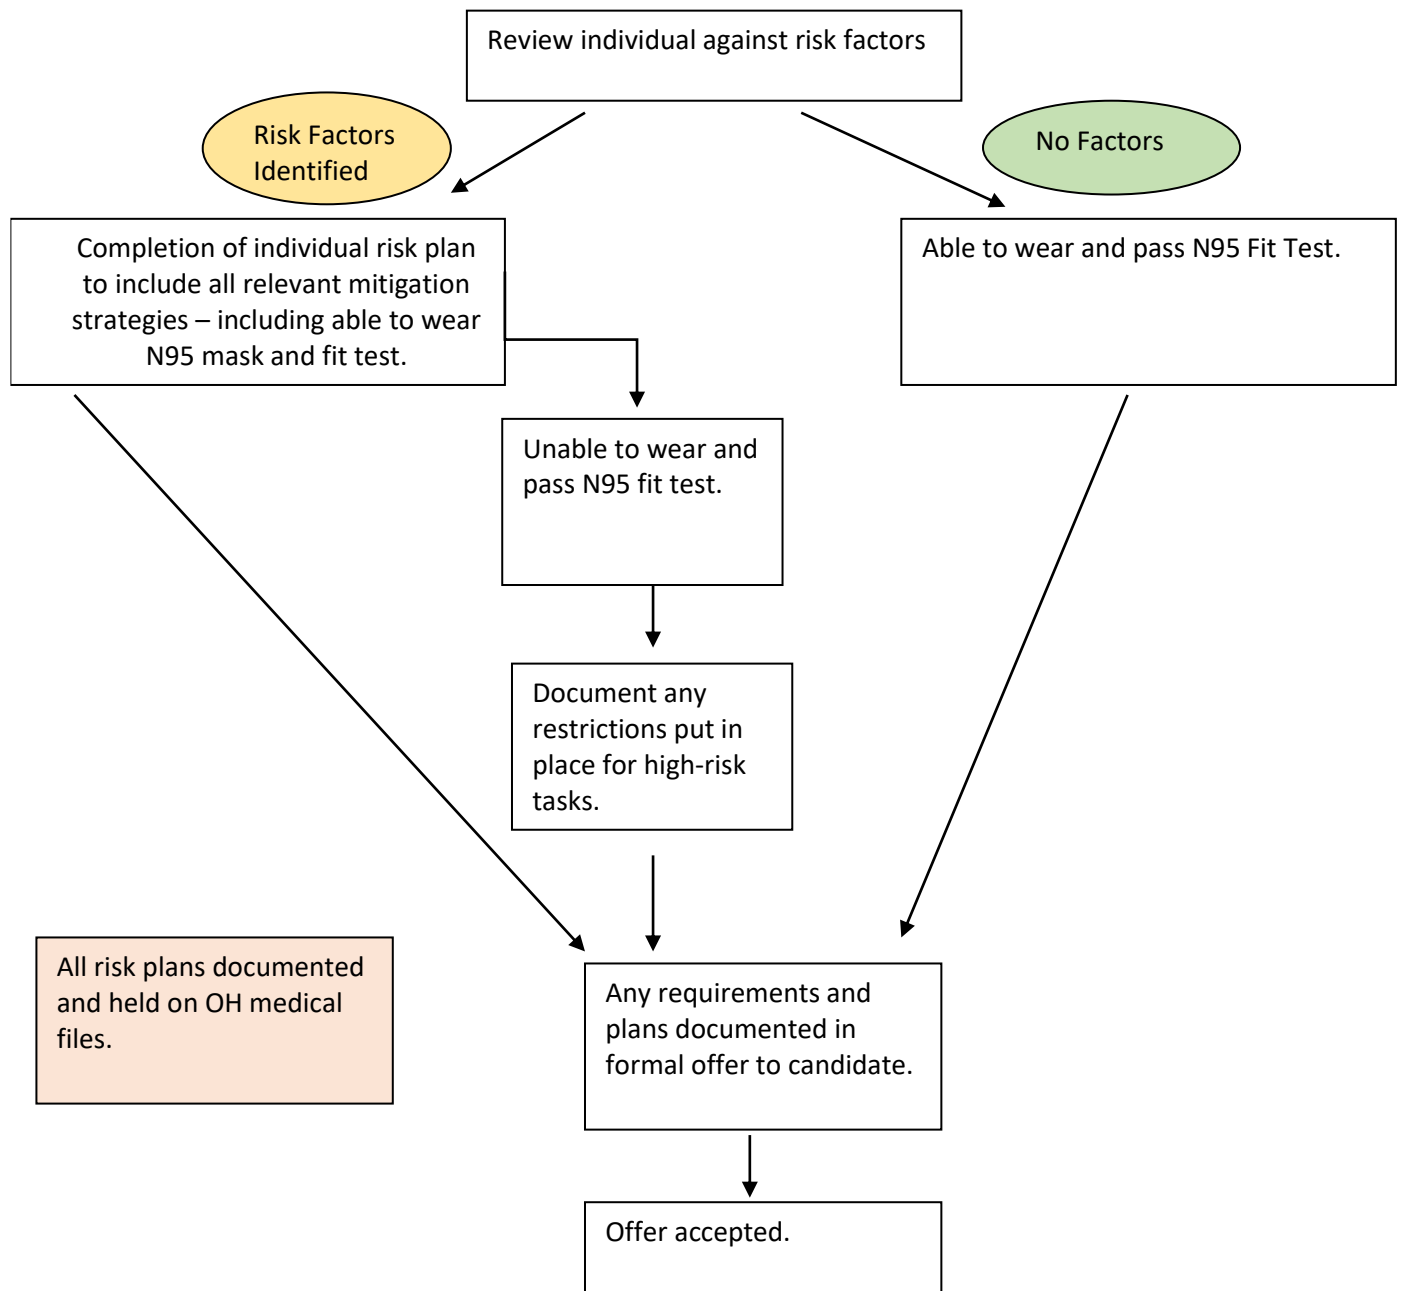 Review individual against risk factors
Risk Factors
Identified
No Factors
Completion of individual risk plan
to include all relevant mitigation
strategies – including able to wear
N95 mask and fit test.
Able to wear and pass N95 Fit Test.
Unable to wear and
pass N95 fit test.
Document any
restrictions put in
place for high-risk
tasks.
All risk plans documented
and held on OH medical
files.
Any requirements and
plans documented in
formal offer to candidate.
Offer accepted.